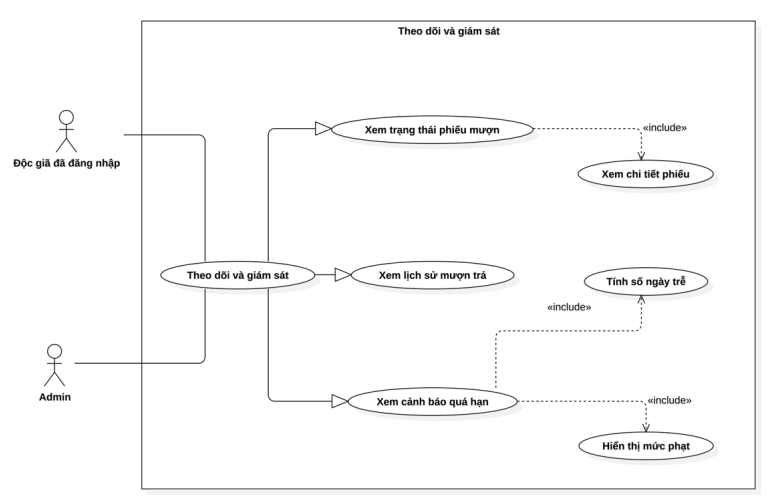 Theo dõi và giám sát
Độc giã đã đăng nhập
Xem trạng thái phiếu mượn
«include»
Xem chi tiết phiếu
Theo dõi và giám sát
Xem lịch sử mượn trả
Tính số ngày trễ
«include»
Admin
Xem cảnh báo quá hạn
«include»
Hiển thị mức phạt